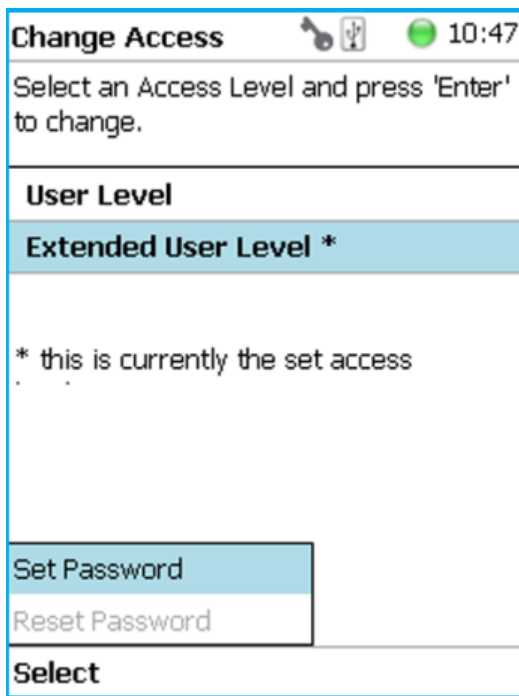 Change Access 10:47
Select an Access Level and press 'Enter'
to change.
User Level
Extended User Level *
* this is currently the set access
Set Password
Reset Password
Select